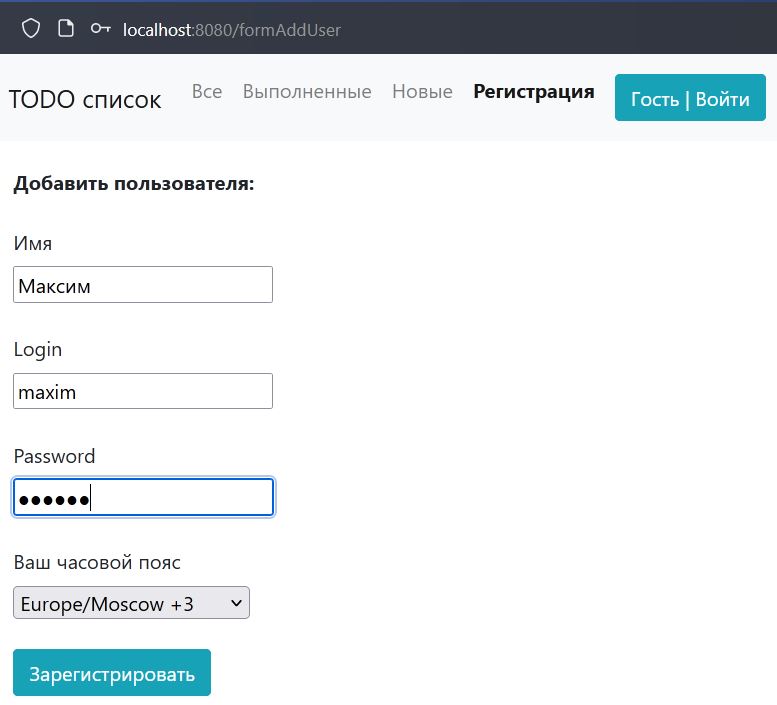 localhost:8080/formAddUser
TODO список Все Выполненные Новые Регистрация Гость | Войти
Добавить пользователя:
Имя
Максим
Login
maxim
Password
●●●●●●
Ваш часовой пояс
Europe/Moscow +3
Зарегистрировать